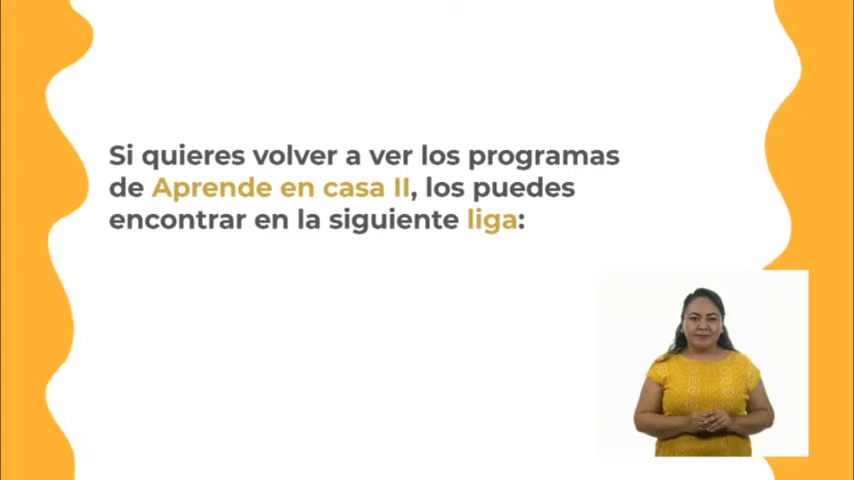 Si quieres volver a ver los programas
de Aprende en casa II, los puedes
encontrar en la siguiente liga: